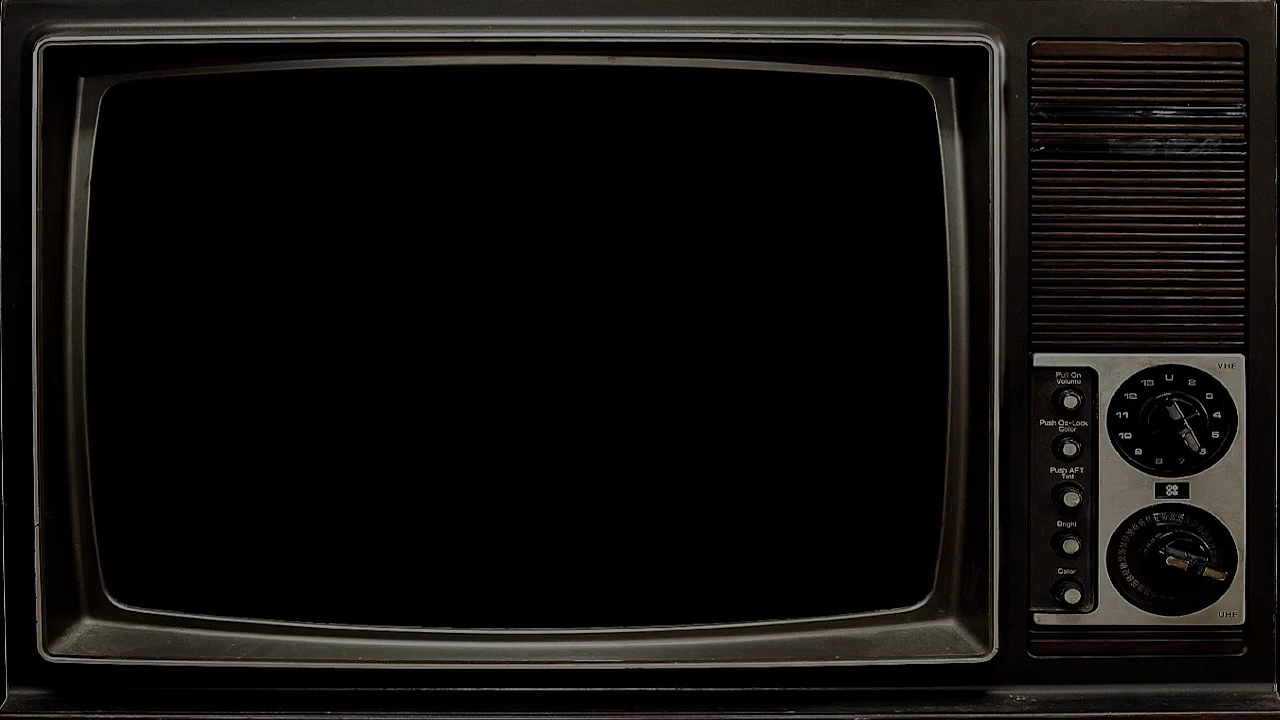 VHF
Pull On
Volume
Push Qs-Lock
Color
Push AFT
Tint
Bright
Color
U
2
3
4
5
6
7
8
9
10
11
12
13
UHF